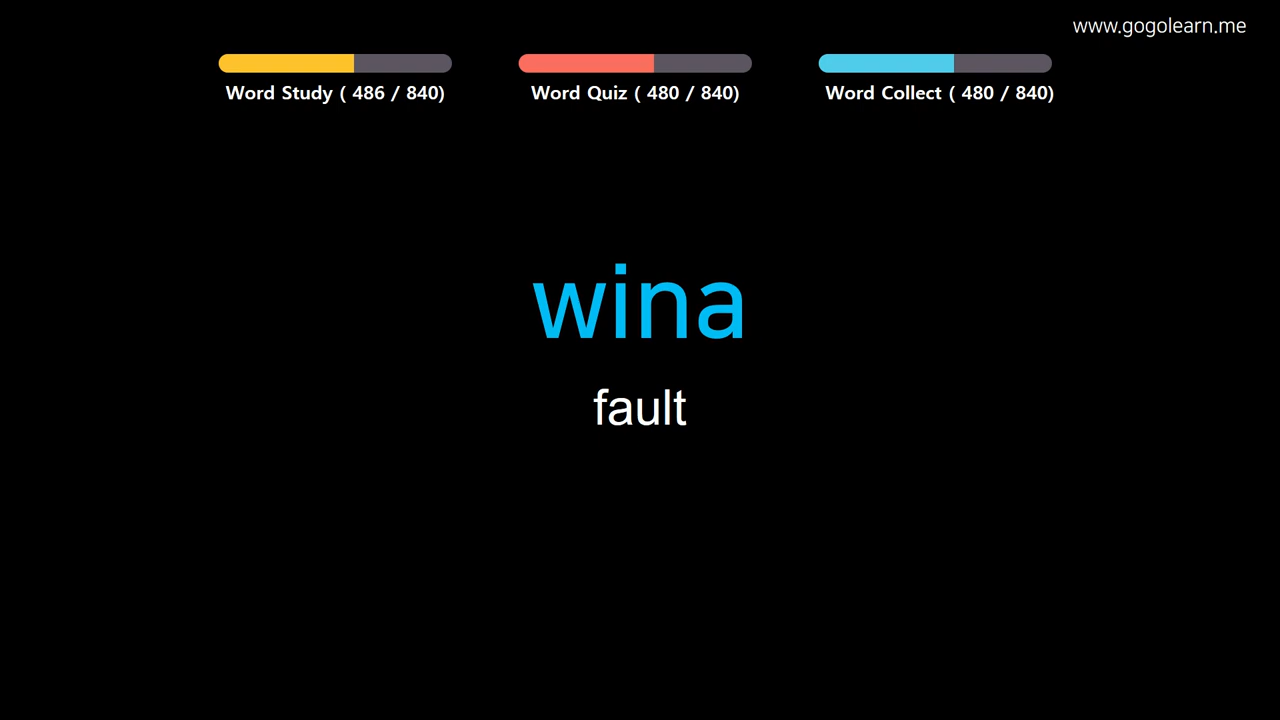 www.gogolearn.me
Word Study ( 486 / 840)
Word Quiz ( 480 / 840)
Word Collect ( 480 / 840)
wina
fault